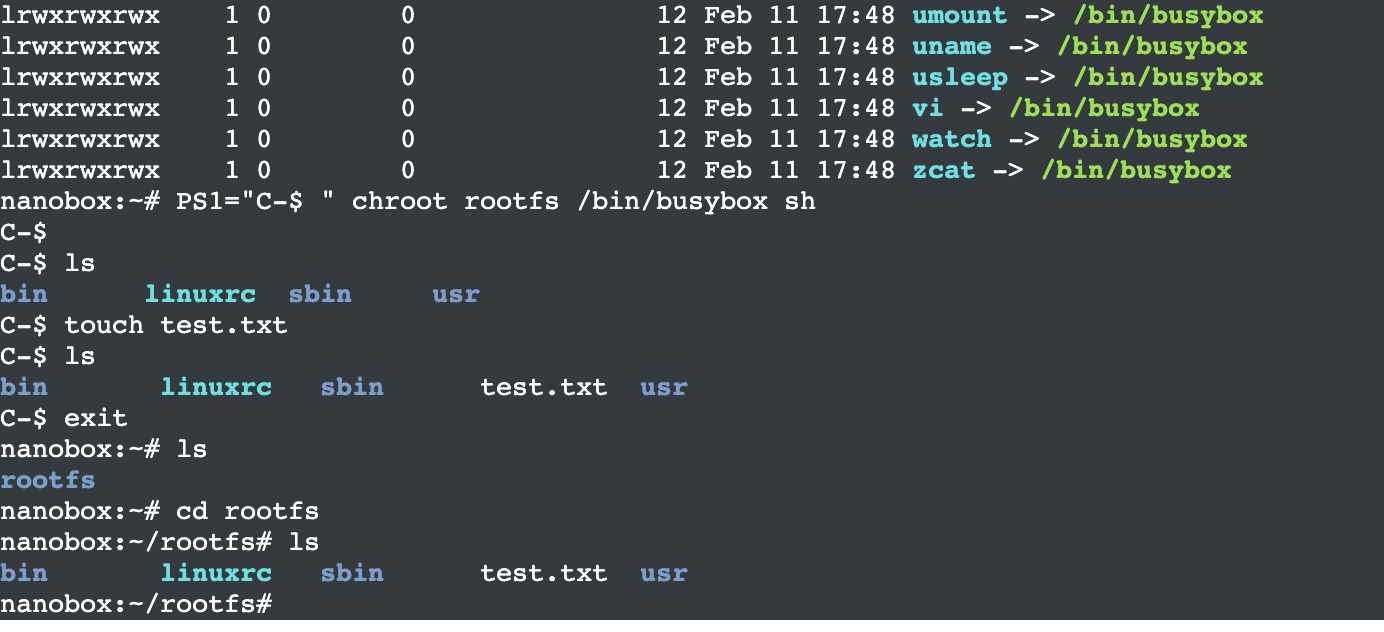 lrwxrwxrwx    1 0        0               12 Feb 11 17:48 umount -> /bin/busybox
lrwxrwxrwx    1 0        0               12 Feb 11 17:48 uname -> /bin/busybox
lrwxrwxrwx    1 0        0               12 Feb 11 17:48 usleep -> /bin/busybox
lrwxrwxrwx    1 0        0               12 Feb 11 17:48 vi -> /bin/busybox
lrwxrwxrwx    1 0        0               12 Feb 11 17:48 watch -> /bin/busybox
lrwxrwxrwx    1 0        0               12 Feb 11 17:48 zcat -> /bin/busybox
nanobox:~# PS1="C-$ " chroot rootfs /bin/busybox sh
C-$
C-$ ls
bin      linuxrc  sbin     usr
C-$ touch test.txt
C-$ ls
bin       linuxrc   sbin      test.txt  usr
C-$ exit
nanobox:~# ls
rootfs
nanobox:~# cd rootfs
nanobox:~/rootfs# ls
bin       linuxrc   sbin      test.txt  usr
nanobox:~/rootfs#